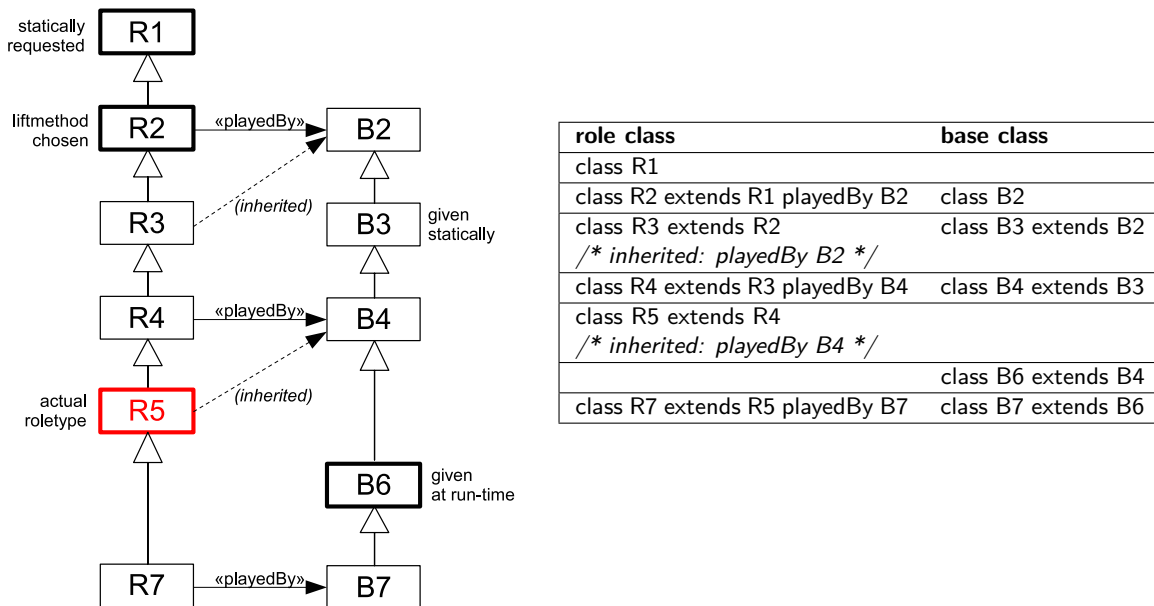 statically
requested
R1
liftmethod
chosen
R2
«playedBy»
B2
R3
(inherited)
B3
given
statically
R4
«playedBy»
B4
actual
roletype
R5
(inherited)
B6
given
at run-time
R7
«playedBy»
B7
role class base class
class R1
class R2 extends R1 playedBy B2 class B2
class R3 extends R2 class B3 extends B2
/* inherited: playedBy B2 */
class R4 extends R3 playedBy B4 class B4 extends B3
class R5 extends R4
/* inherited: playedBy B4 */
class B6 extends B4
class R7 extends R5 playedBy B7 class B7 extends B6